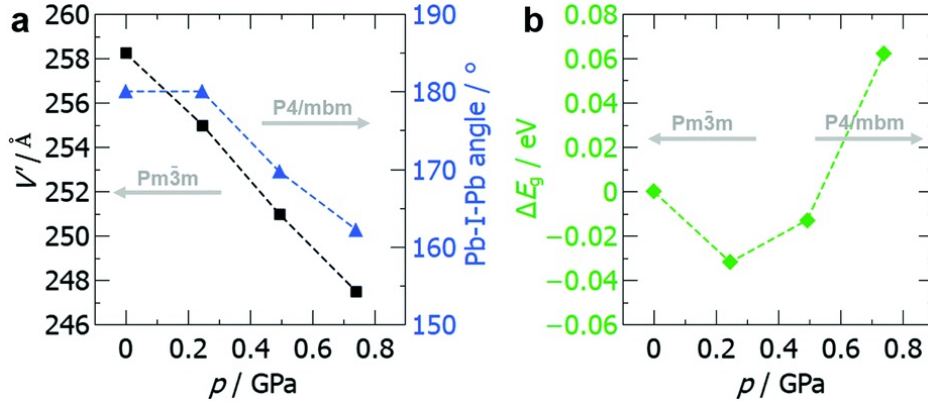 a
260
258
256
254
252
250
248
246
V'/ Å
190
180
170
160
150
Pb-I-Pb angle / °
P4/mbm
Pm3̄m
0
0.2
0.4
0.6
0.8
p / GPa
b
0.08
0.06
0.04
0.02
0
−0.02
−0.04
−0.06
ΔEg / eV
Pm3̄m
P4/mbm
0
0.2
0.4
0.6
0.8
p / GPa